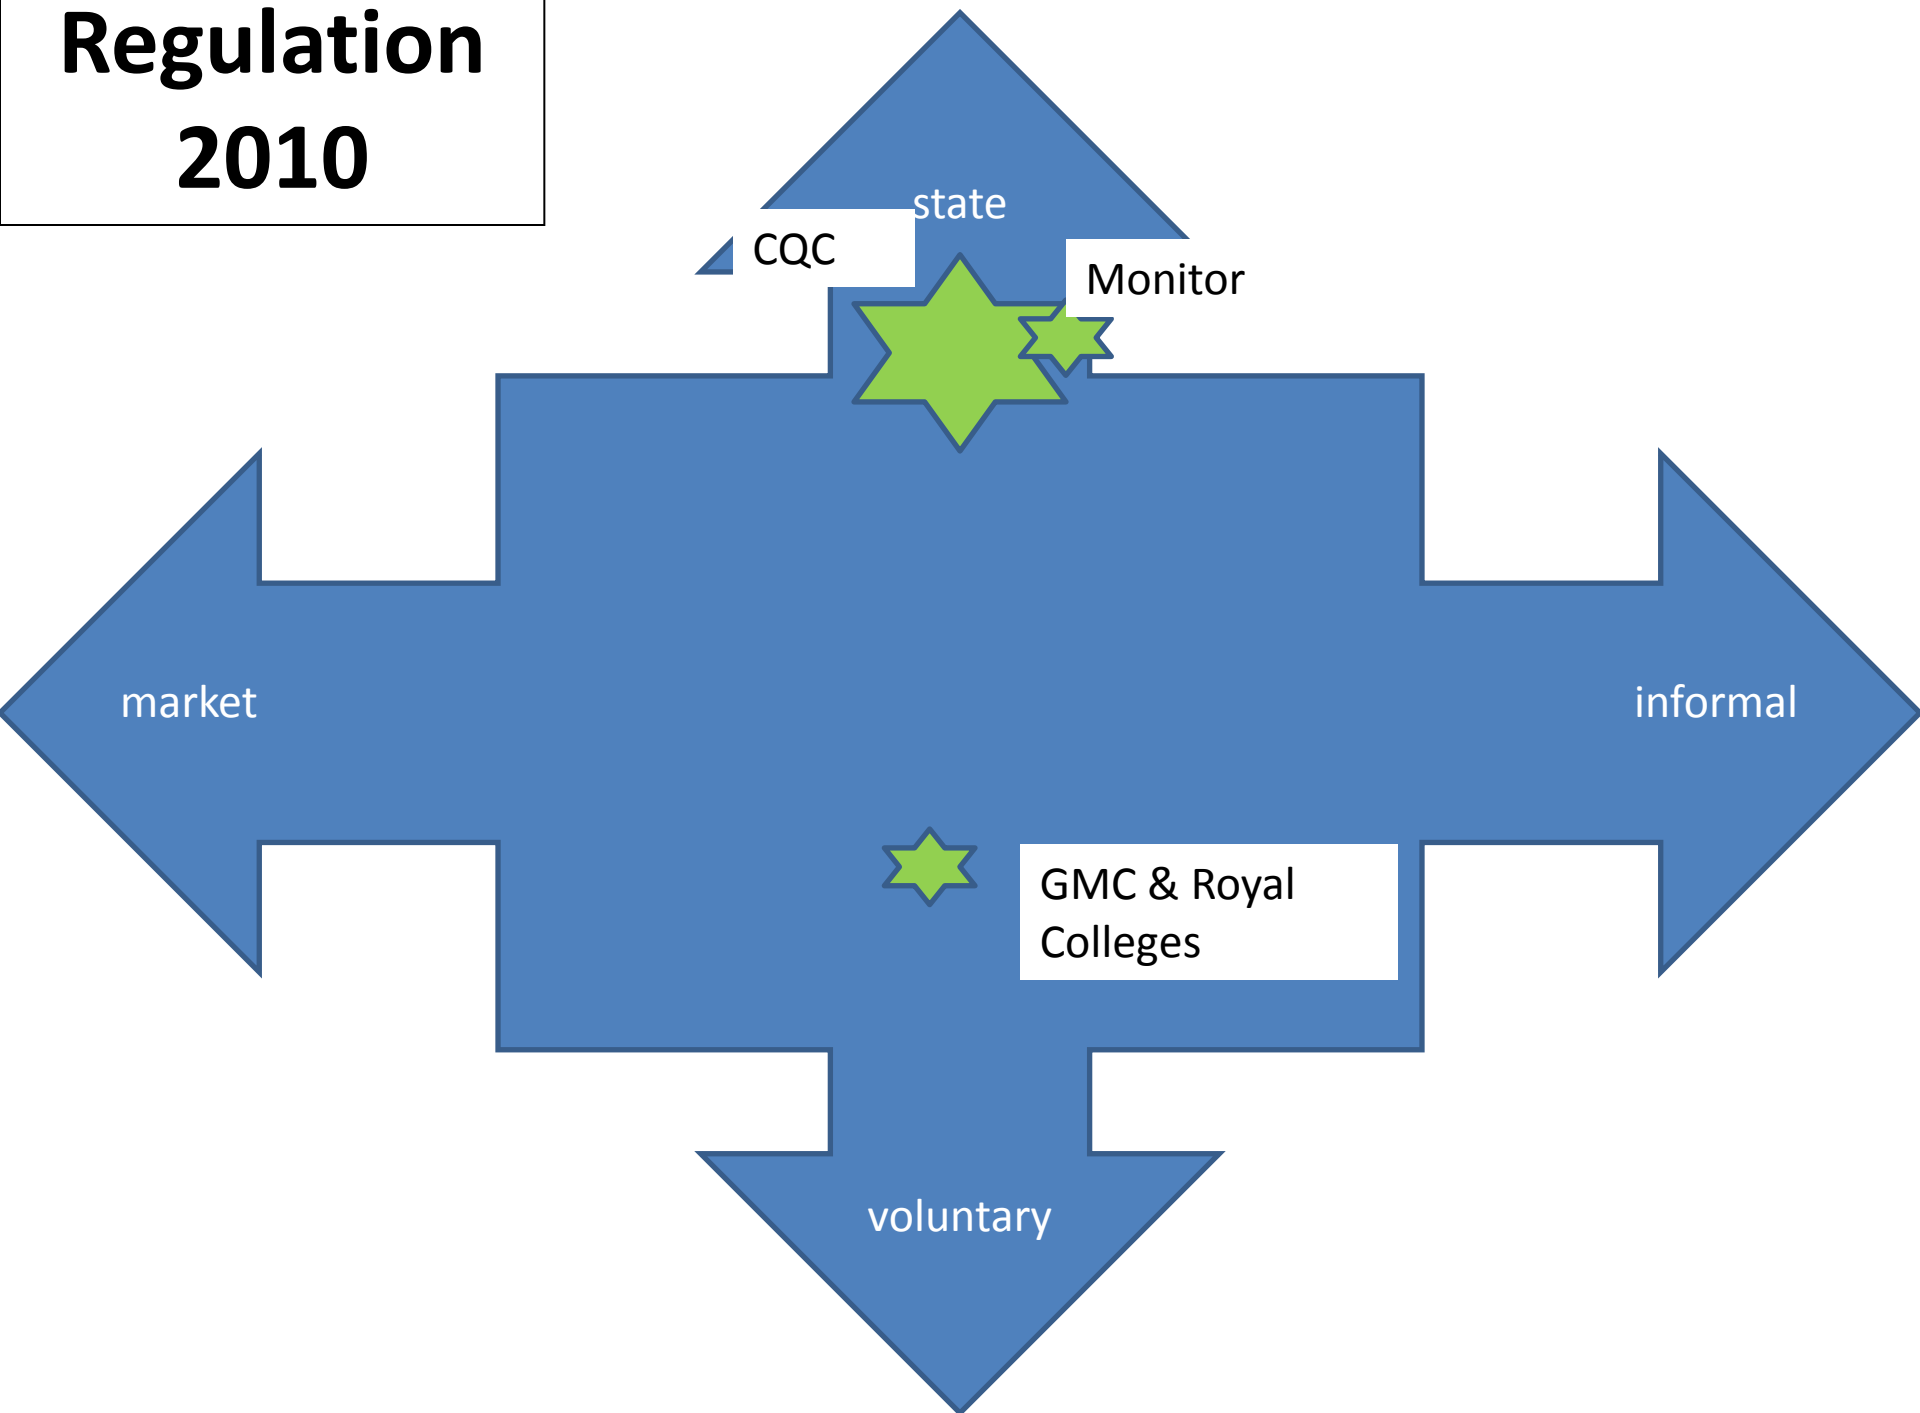 Regulation
2010
state
CQC
Monitor
market
informal
GMC & Royal
Colleges
voluntary